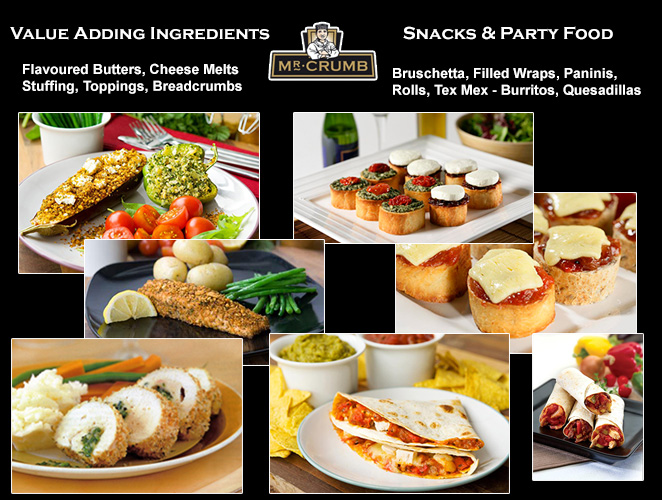 Value Adding Ingredients
Flavoured Butters, Cheese Melts
Stuffing, Toppings, Breadcrumbs
Mr. Crumb
Snacks & Party Food
Bruschetta, Filled Wraps, Paninis,
Rolls, Tex Mex - Burritos, Quesadillas